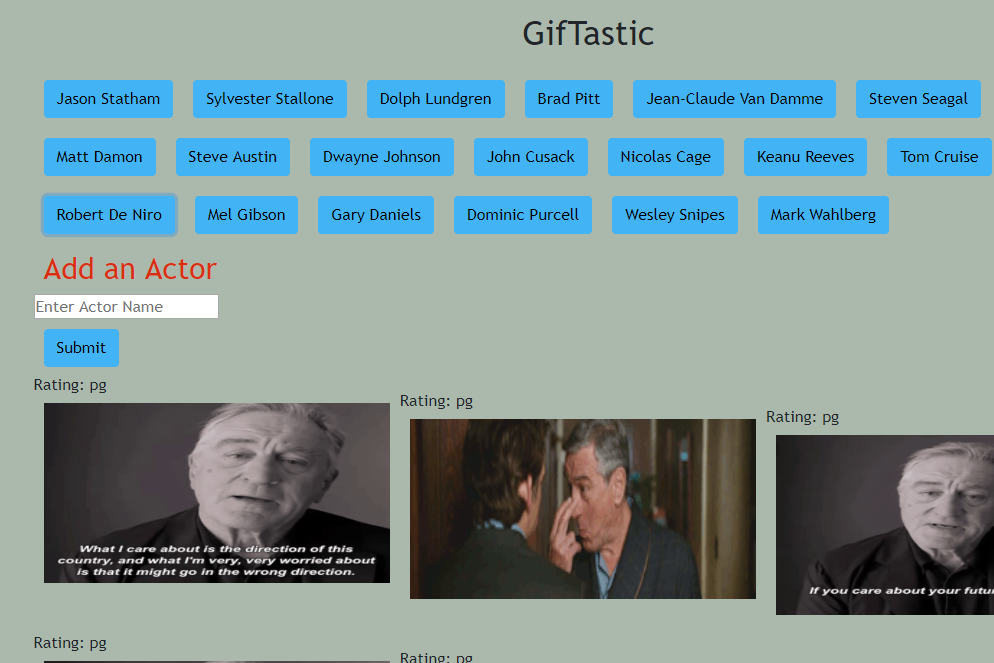 GifTastic
Jason Statham Sylvester Stallone Dolph Lundgren Brad Pitt Jean-Claude Van Damme Steven Seagal
Matt Damon Steve Austin Dwayne Johnson John Cusack Nicolas Cage Keanu Reeves Tom Cruise
Robert De Niro Mel Gibson Gary Daniels Dominic Purcell Wesley Snipes Mark Wahlberg
Add an Actor
Enter Actor Name
Submit
Rating: pg
What I care about is the direction of this
country, and what I'm very, very worried about
is that it might go in the wrong direction.
Rating: pg
Rating: pg
If you care about your
Rating: pg
Rating: pg